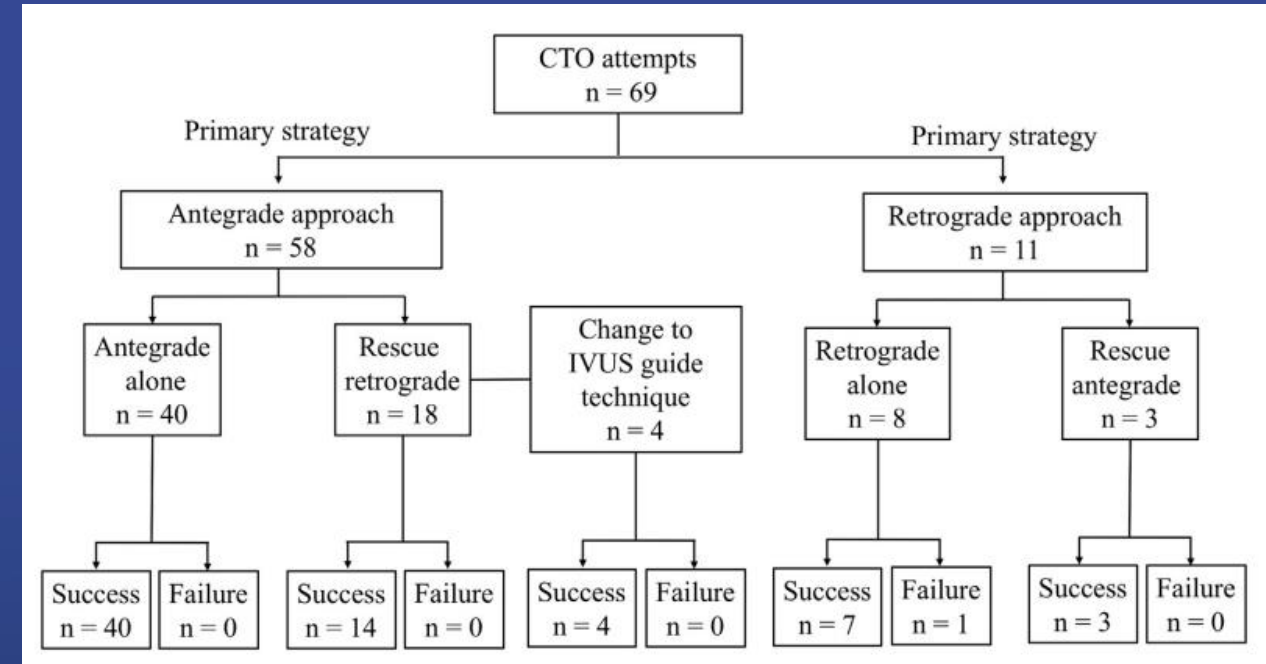 CTO attempts
n = 69
Primary strategy
Primary strategy
Antegrade approach
n = 58
Retrograde approach
n = 11
Antegrade
alone
n = 40
Rescue
retrograde
n = 18
Change to
IVUS guide
technique
n = 4
Retrograde
alone
n = 8
Rescue
antegrade
n = 3
Success
n = 40
Failure
n = 0
Success
n = 14
Failure
n = 0
Success
n = 4
Failure
n = 0
Success
n = 7
Failure
n = 1
Success
n = 3
Failure
n = 0